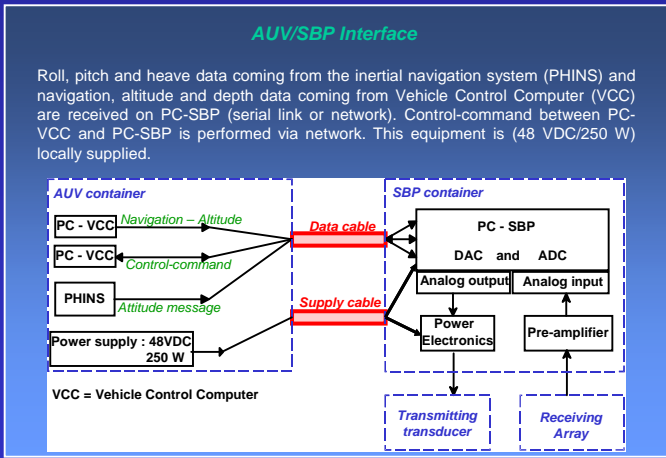 AUV/SBP Interface
Roll, pitch and heave data coming from the inertial navigation system (PHINS) and
navigation, altitude and depth data coming from Vehicle Control Computer (VCC)
are received on PC-SBP (serial link or network). Control-command between PC-
VCC and PC-SBP is performed via network. This equipment is (48 VDC/250 W)
locally supplied.
AUV container
SBP container
PC - VCC
Navigation – Altitude
Data cable
PC - SBP
PC - VCC
Control-command
DAC and ADC
PHINS
Attitude message
Analog output
Analog input
Supply cable
Power supply : 48VDC
250 W
Power
Electronics
Pre-amplifier
VCC = Vehicle Control Computer
Transmitting
transducer
Receiving
Array